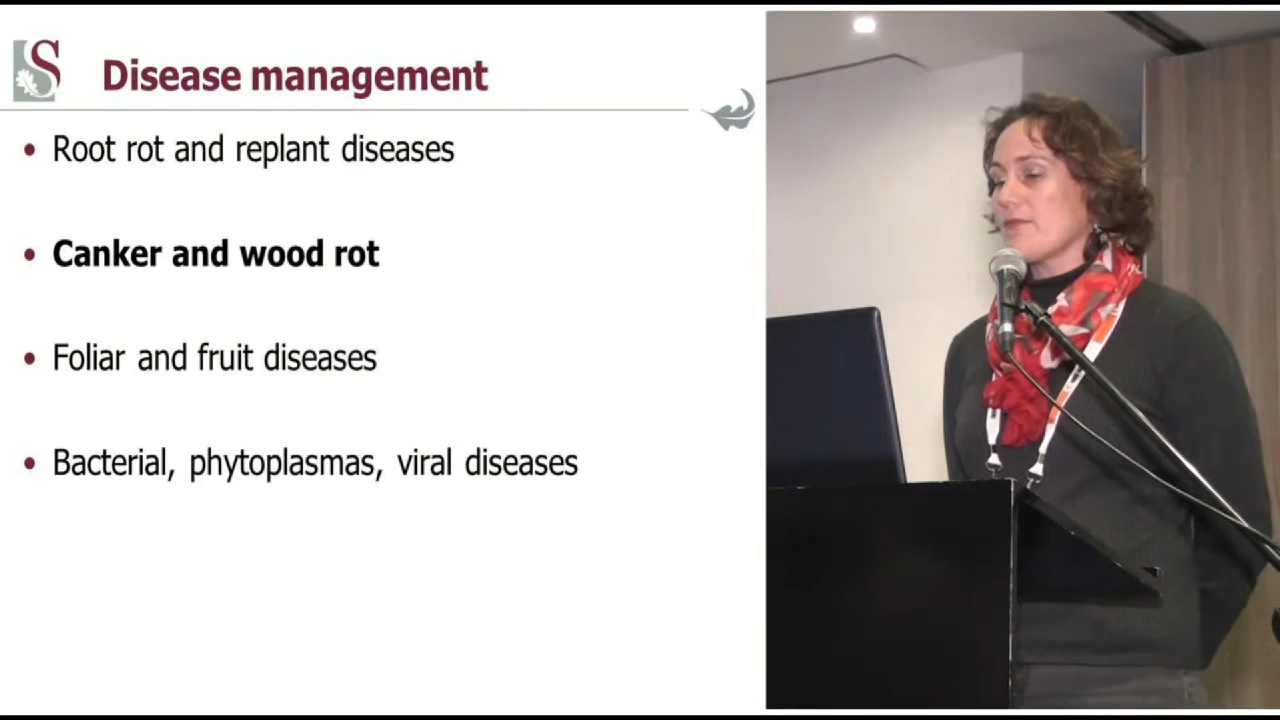 S
Disease management
• Root rot and replant diseases
• Canker and wood rot
• Foliar and fruit diseases
• Bacterial, phytoplasmas, viral diseases